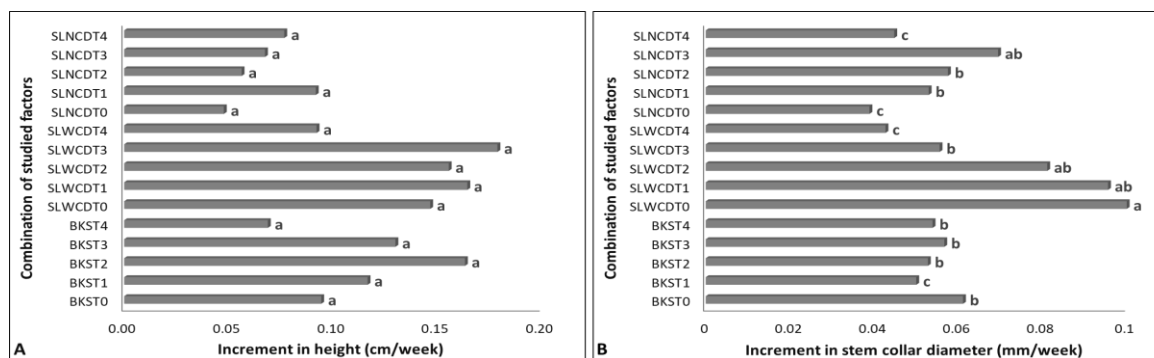 Combination of studied factors
SLNCDT4 a
SLNCDT3 a
SLNCDT2 a
SLNCDT1 a
SLNCDT0 a
SLWCDT4 a
SLWCDT3 a
SLWCDT2 a
SLWCDT1 a
SLWCDT0 a
BKST4 a
BKST3 a
BKST2 a
BKST1 a
BKST0 a
0.00 0.05 0.10 0.15 0.20
A Increment in height (cm/week)
Combination of studied factors
SLNCDT4 c
SLNCDT3 ab
SLNCDT2 b
SLNCDT1 b
SLNCDT0 c
SLWCDT4 c
SLWCDT3 b
SLWCDT2 ab
SLWCDT1 ab
SLWCDT0 a
BKST4 b
BKST3 b
BKST2 b
BKST1 c
BKST0 b
0 0.02 0.04 0.06 0.08 0.1
B Increment in stem collar diameter (mm/week)